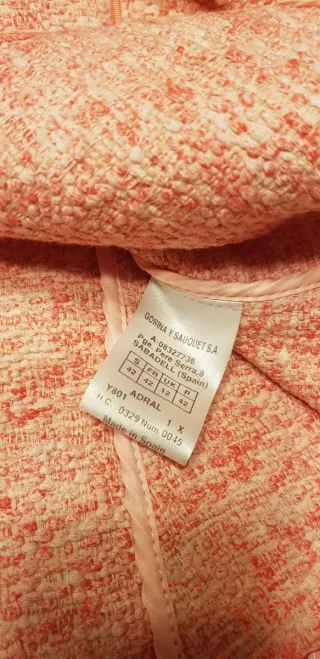 GORINA Y SAUQUET S.A
A 08327736
Pge. Pere Serra.8
SABADELL (Spain)
S FR UK P
42 42 12 42
Y801 ADRAL 1 X
H.C. 0329 Num 0045
Made in Spain